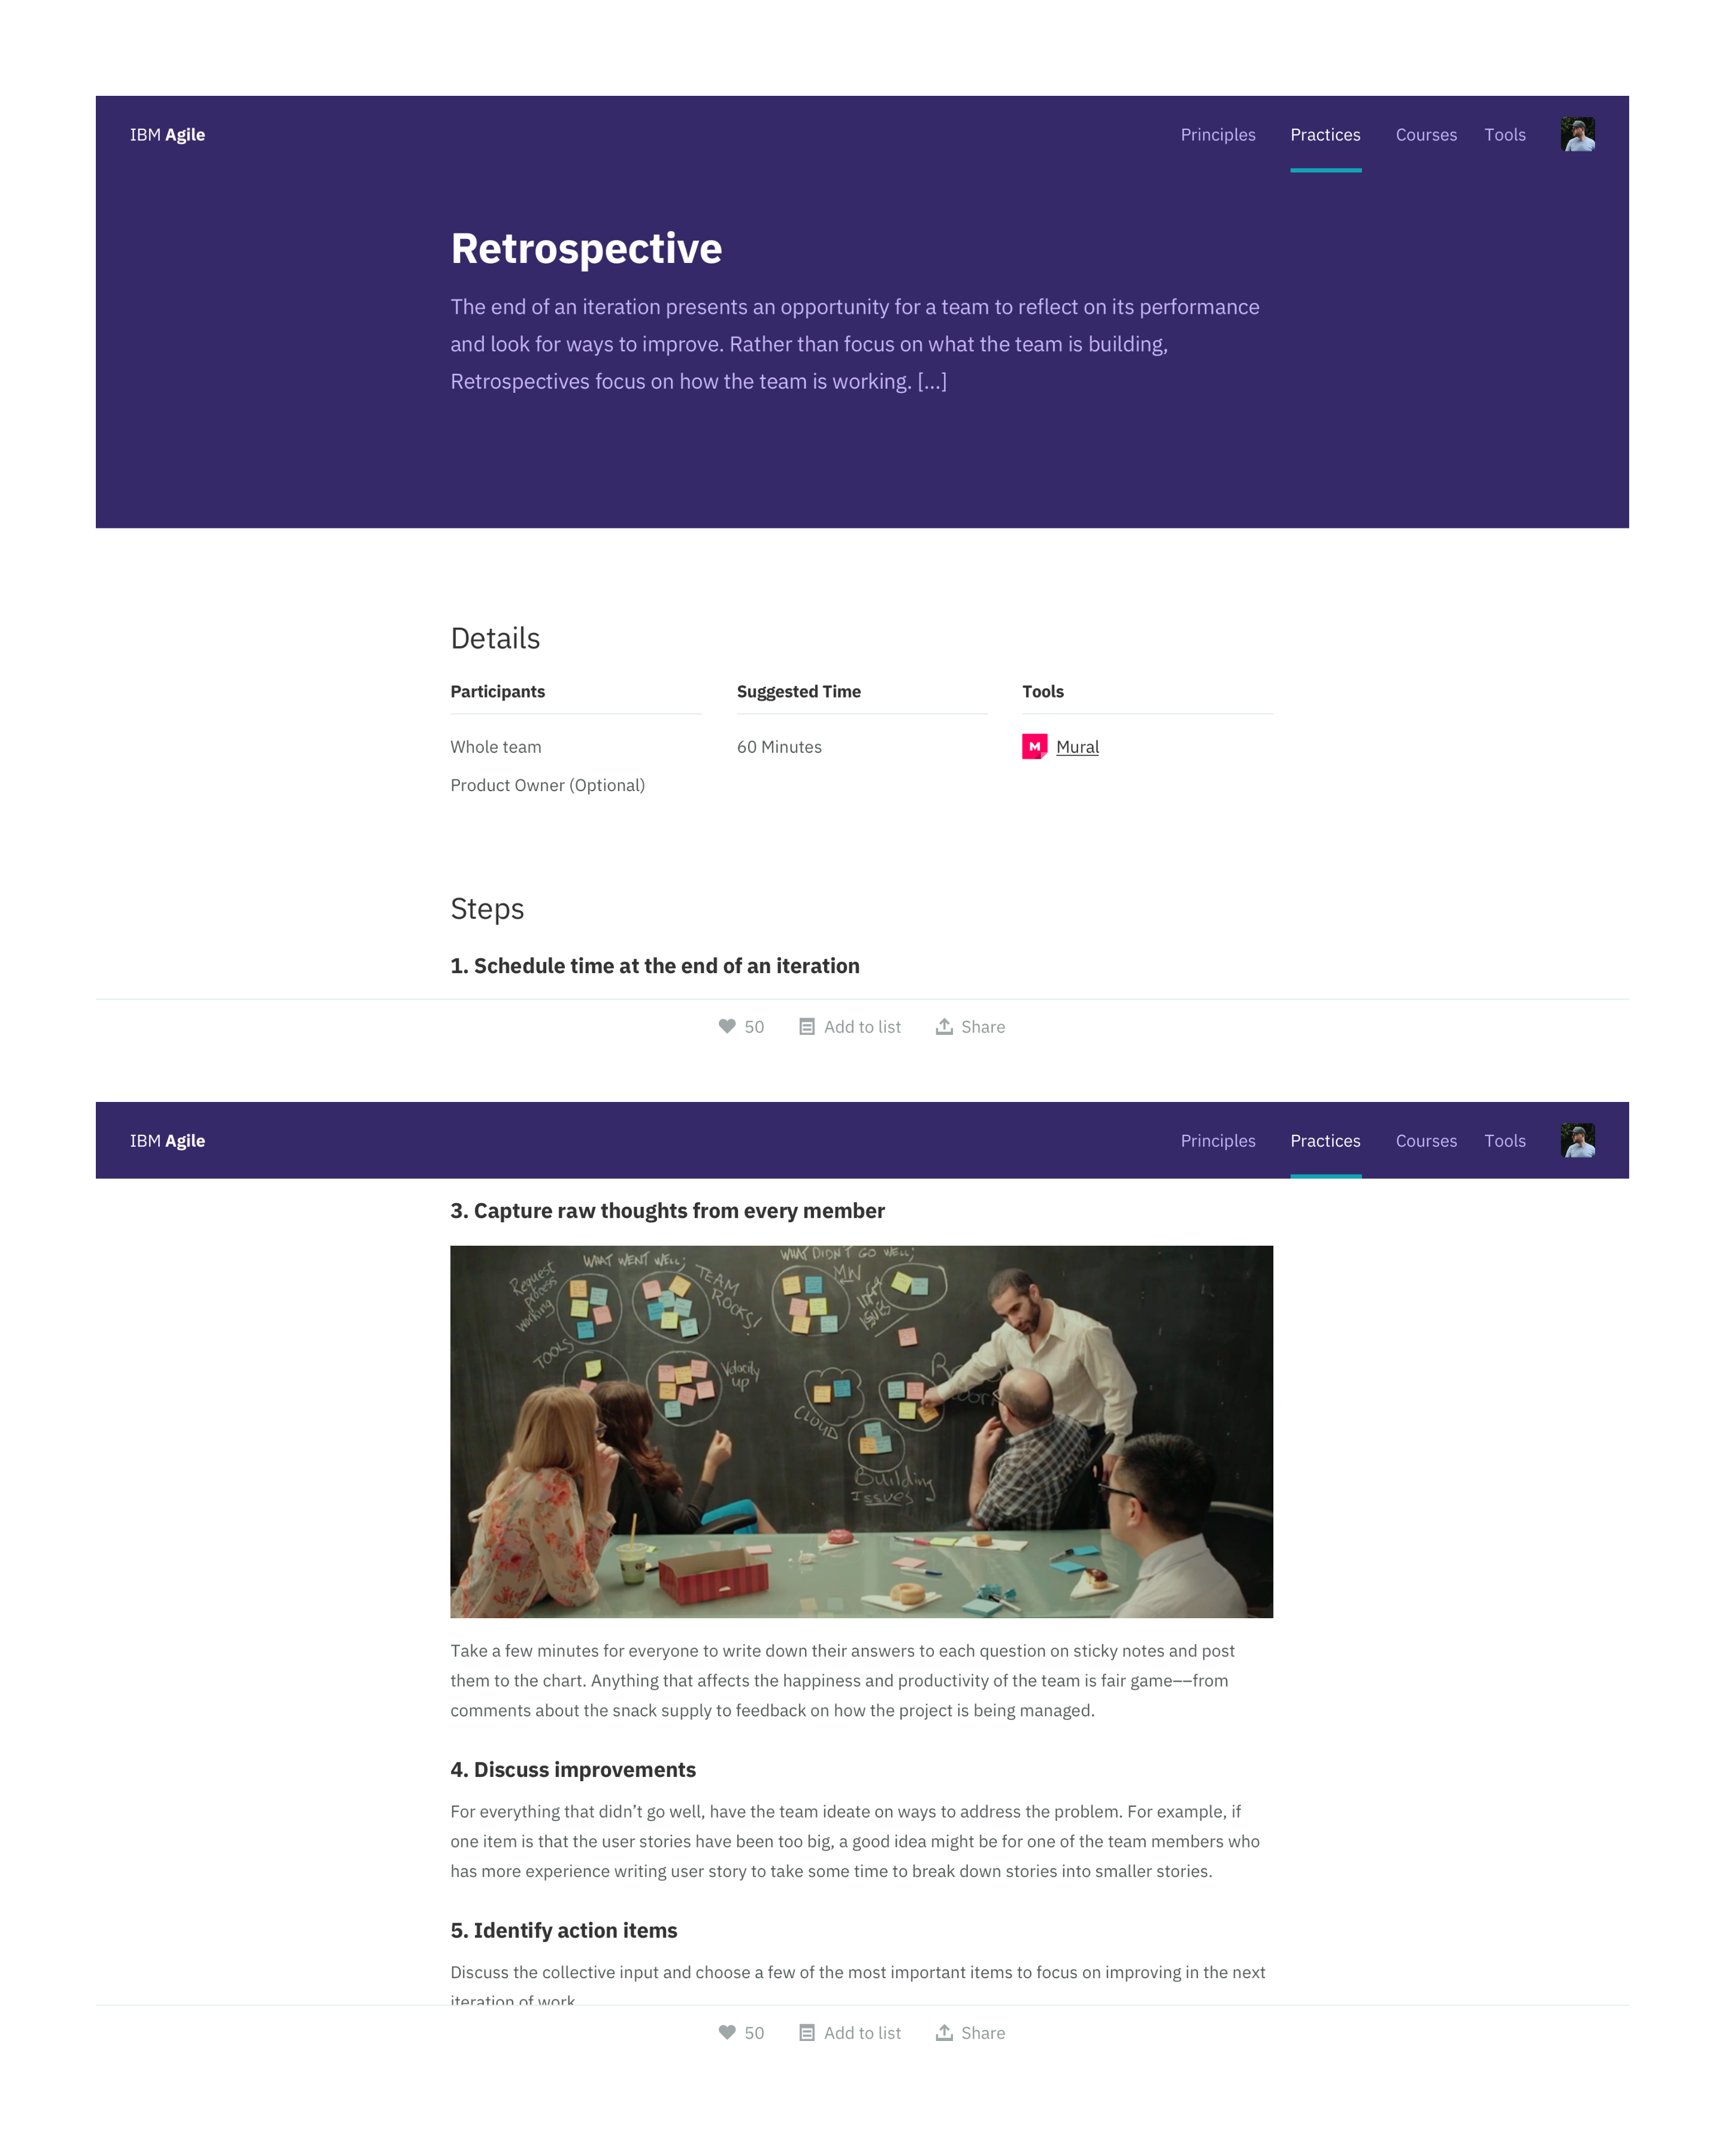 IBM Agile
Principles Practices Courses Tools
Retrospective
The end of an iteration presents an opportunity for a team to reflect on its performance
and look for ways to improve. Rather than focus on what the team is building,
Retrospectives focus on how the team is working. [...]
Details
Participants Suggested Time Tools
Whole team 60 Minutes M Mural
Product Owner (Optional)
Steps
1. Schedule time at the end of an iteration
50 Add to list Share
IBM Agile
Principles Practices Courses Tools
3. Capture raw thoughts from every member
WHAT WENT WELL; WHAT DIDN'T GO WELL;
Request process working
TEAM ROCKS!
MW
Issues
TOOLS
Velocity up
CLOUD
Building
Issues
Take a few minutes for everyone to write down their answers to each question on sticky notes and post
them to the chart. Anything that affects the happiness and productivity of the team is fair game––from
comments about the snack supply to feedback on how the project is being managed.
4. Discuss improvements
For everything that didn’t go well, have the team ideate on ways to address the problem. For example, if
one item is that the user stories have been too big, a good idea might be for one of the team members who
has more experience writing user story to take some time to break down stories into smaller stories.
5. Identify action items
Discuss the collective input and choose a few of the most important items to focus on improving in the next
iteration of work
50 Add to list Share